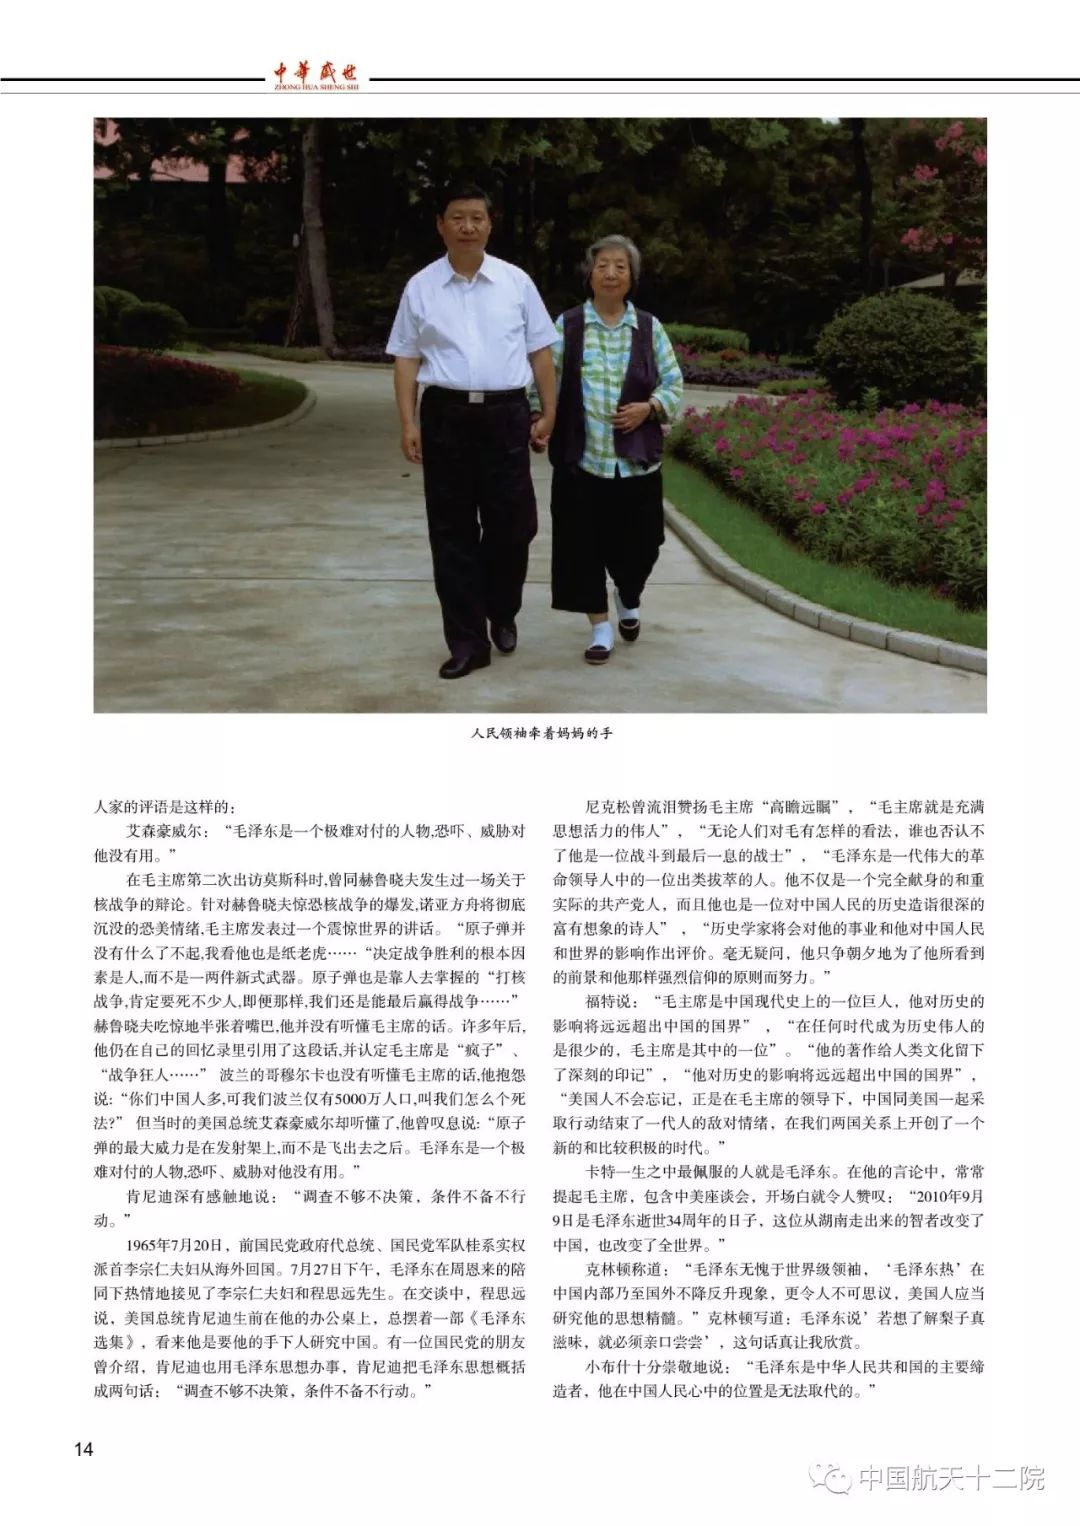 中華盛世
ZHONG HUA SHENG SHI
人民领袖牵着妈妈的手
人家的评语是这样的：
艾森豪威尔：“毛泽东是一个极难对付的人物,恐吓、威胁对
他没有用。”
在毛主席第二次出访莫斯科时,曾同赫鲁晓夫发生过一场关于
核战争的辩论。针对赫鲁晓夫惊恐核战争的爆发,诺亚方舟将彻底
沉没的恐美情绪,毛主席发表过一个震惊世界的讲话。“原子弹并
没有什么了不起,我看他也是纸老虎……“决定战争胜利的根本因
素是人,而不是一两件新式武器。原子弹也是靠人去掌握的“打核
战争,肯定要死不少人,即便那样,我们还是能最后赢得战争……”
赫鲁晓夫吃惊地半张着嘴巴,他并没有听懂毛主席的话。许多年后,
他仍在自己的回忆录里引用了这段话,并认定毛主席是“疯子”、
“战争狂人……” 波兰的哥穆尔卡也没有听懂毛主席的话,他抱怨
说:“你们中国人多,可我们波兰仅有5000万人口,叫我们怎么个死
法?” 但当时的美国总统艾森豪威尔却听懂了,他曾叹息说:“原子
弹的最大威力是在发射架上,而不是飞出去之后。毛泽东是一个极
难对付的人物,恐吓、威胁对他没有用。”
肯尼迪深有感触地说：“调查不够不决策，条件不备不行
动。”
1965年7月20日，前国民党政府代总统、国民党军队桂系实权
派首李宗仁夫妇从海外回国。7月27日下午，毛泽东在周恩来的陪
同下热情地接见了李宗仁夫妇和程思远先生。在交谈中，程思远
说，美国总统肯尼迪生前在他的办公桌上，总摆着一部《毛泽东
选集》，看来他是要他的手下人研究中国。有一位国民党的朋友
曾介绍，肯尼迪也用毛泽东思想办事，肯尼迪把毛泽东思想概括
成两句话：“调查不够不决策，条件不备不行动。”
尼克松曾流泪赞扬毛主席“高瞻远瞩”，“毛主席就是充满
思想活力的伟人”，“无论人们对毛有怎样的看法，谁也否认不
了他是一位战斗到最后一息的战士”，“毛泽东是一代伟大的革
命领导人中的一位出类拔萃的人。他不仅是一个完全献身的和重
实际的共产党人，而且他也是一位对中国人民的历史造诣很深的
富有想象的诗人”，“历史学家将会对他的事业和他对中国人民
和世界的影响作出评价。毫无疑问，他只争朝夕地为了他所看到
的前景和他那样强烈信仰的原则而努力。”
福特说：“毛主席是中国现代史上的一位巨人，他对历史的
影响将远远超出中国的国界” ，“在任何时代成为历史伟人的
是很少的，毛主席是其中的一位”。“他的著作给人类文化留下
了深刻的印记”，“他对历史的影响将远远超出中国的国界”，
“美国人不会忘记，正是在毛主席的领导下，中国同美国一起采
取行动结束了一代人的敌对情绪，在我们两国关系上开创了一个
新的和比较积极的时代。”
卡特一生之中最佩服的人就是毛泽东。在他的言论中，常常
提起毛主席，包含中美座谈会，开场白就令人赞叹：“2010年9月
9日是毛泽东逝世34周年的日子，这位从湖南走出来的智者改变了
中国，也改变了全世界。”
克林顿称道：“毛泽东无愧于世界级领袖，‘毛泽东热’在
中国内部乃至国外不降反升现象，更令人不可思议，美国人应当
研究他的思想精髓。”克林顿写道：毛泽东说’若想了解梨子真
滋味，就必须亲口尝尝’，这句话真让我欣赏。
小布什十分崇敬地说：“毛泽东是中华人民共和国的主要缔
造者，他在中国人民心中的位置是无法取代的。”
14
中国航天十二院